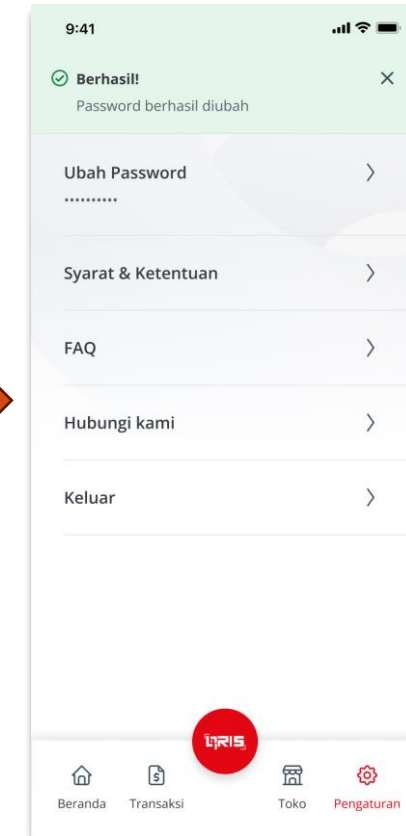 9:41
Berhasil!
Password berhasil diubah
Ubah Password
••••••••••
Syarat & Ketentuan
FAQ
Hubungi kami
Keluar
QRIS
Beranda Transaksi Toko Pengaturan